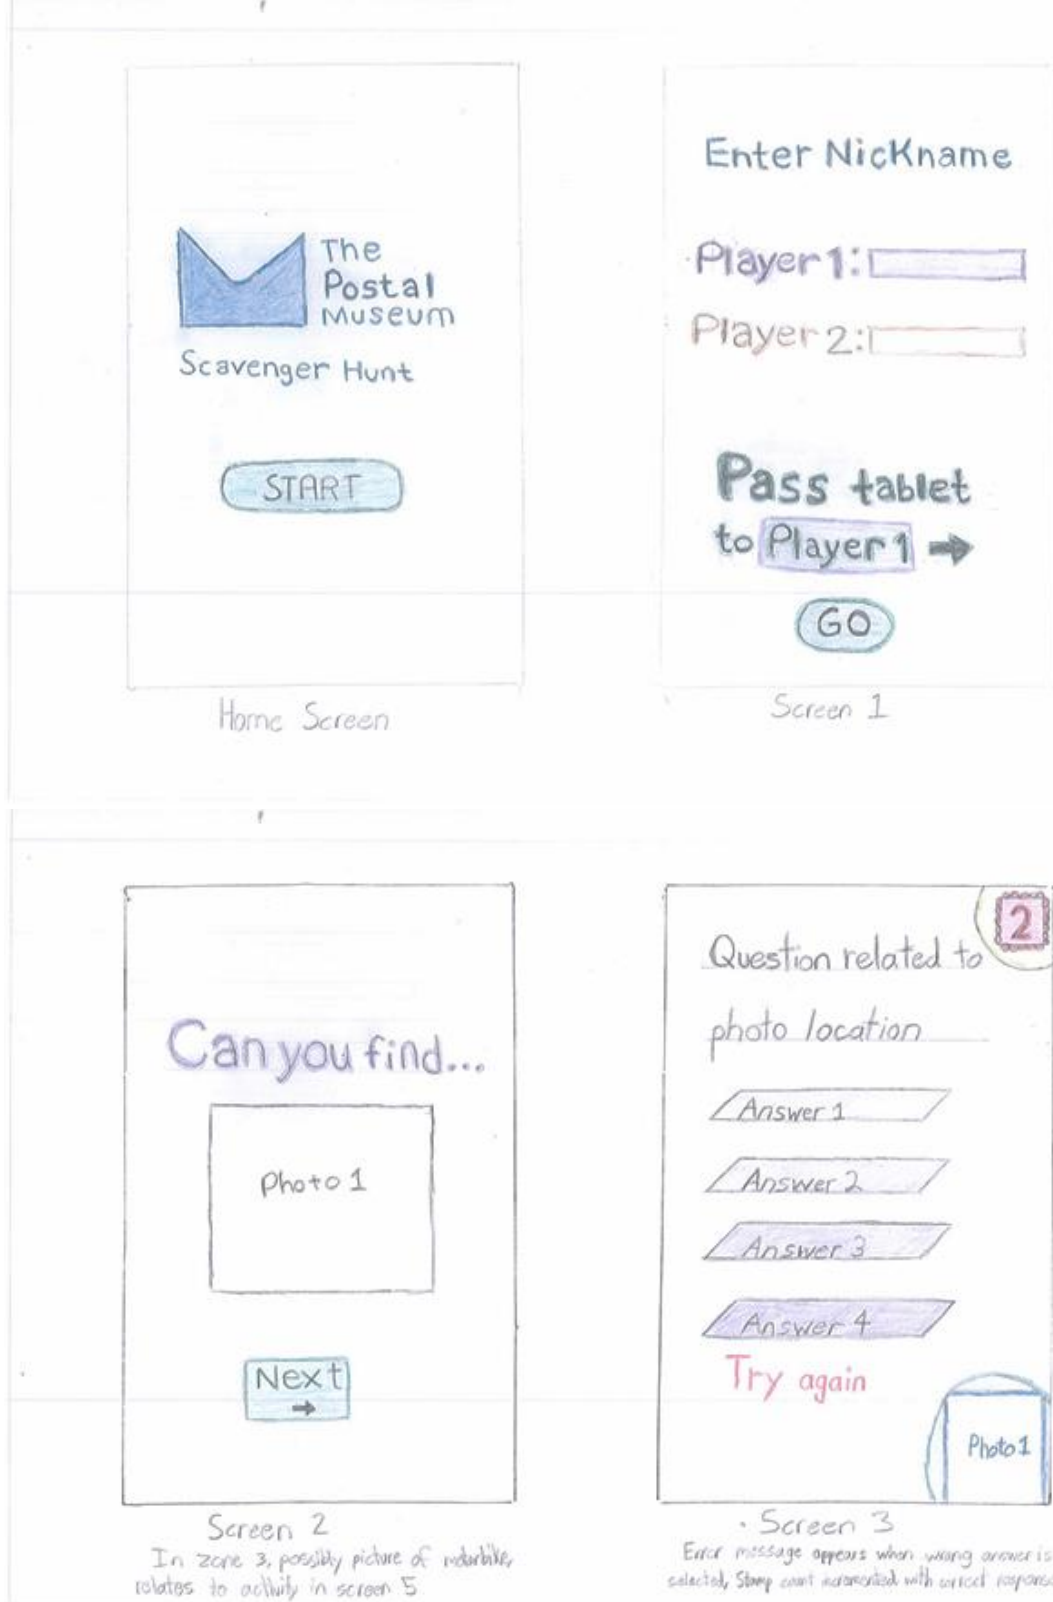 The
Postal
Museum
Scavenger Hunt
START
Home Screen
Enter Nickname
Player 1:
Player 2:
Pass tablet
to Player 1
GO
Screen 1
Can you find...
Photo 1
Next
Screen 2
In zone 3, possibly picture of motorbike,
relates to activity in screen 5
2
Question related to
photo location
Answer 1
Answer 2
Answer 3
Answer 4
Try again
Photo 1
Screen 3
Error message appears when wrong answer is
selected, Stamp count incremented with correct response